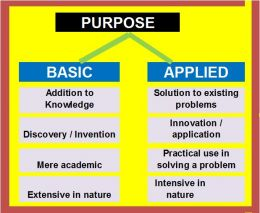 PURPOSE
BASIC
APPLIED
Addition to
Knowledge
Solution to existing
problems
Discovery / Invention
Innovation /
application
Mere academic
Practical use in
solving a problem
Extensive in nature
Intensive in
nature